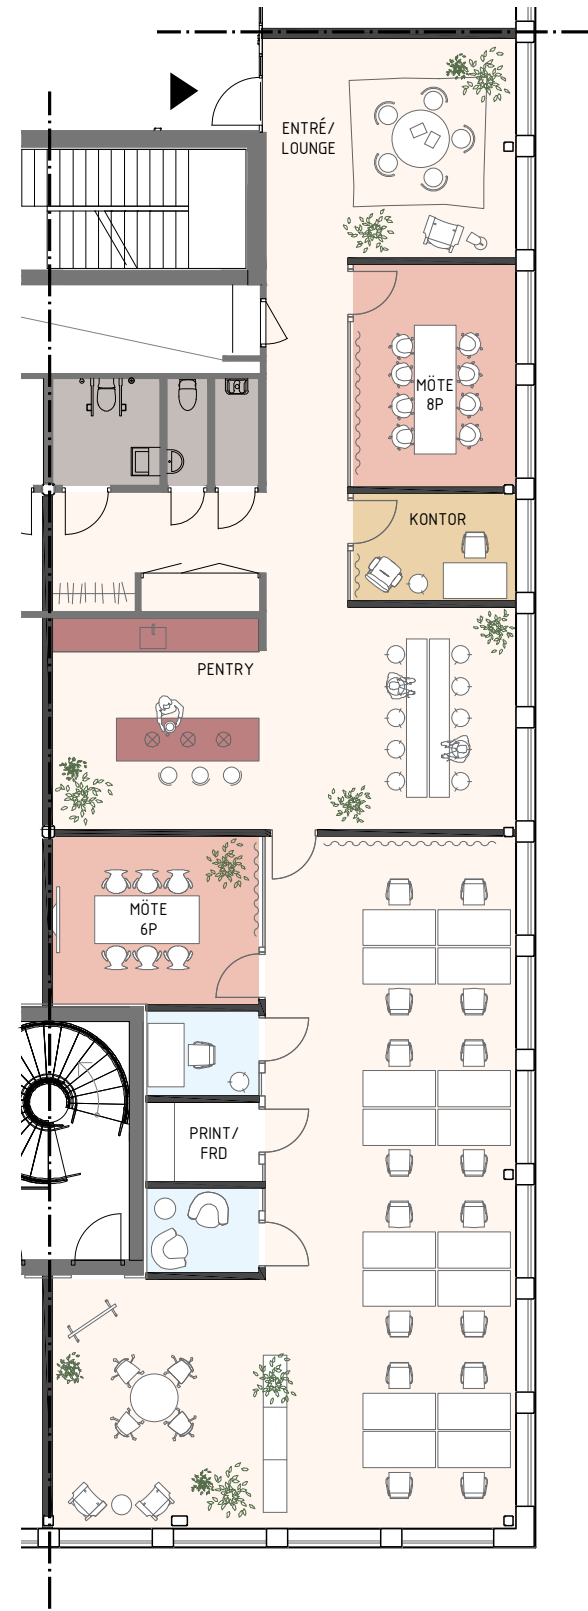 ENTRÉ/
LOUNGE
MÖTE
8P
KONTOR
PENTRY
MÖTE
6P
PRINT/
FRD